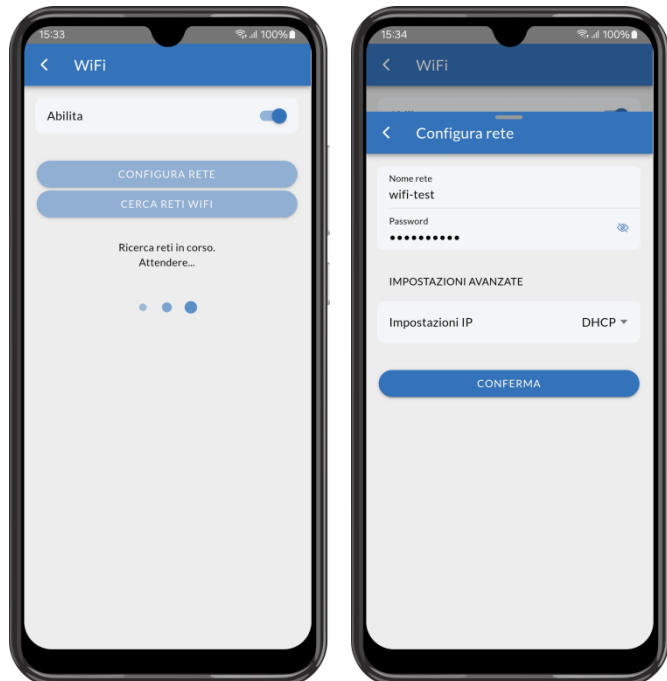 15:33
100%
WiFi
Abilita
CONFIGURA RETE
CERCA RETI WIFI
Ricerca reti in corso.
Attendere...
15:34
100%
WiFi
Configura rete
Nome rete
wifi-test
Password
••••••••••
IMPOSTAZIONI AVANZATE
Impostazioni IP DHCP
CONFERMA